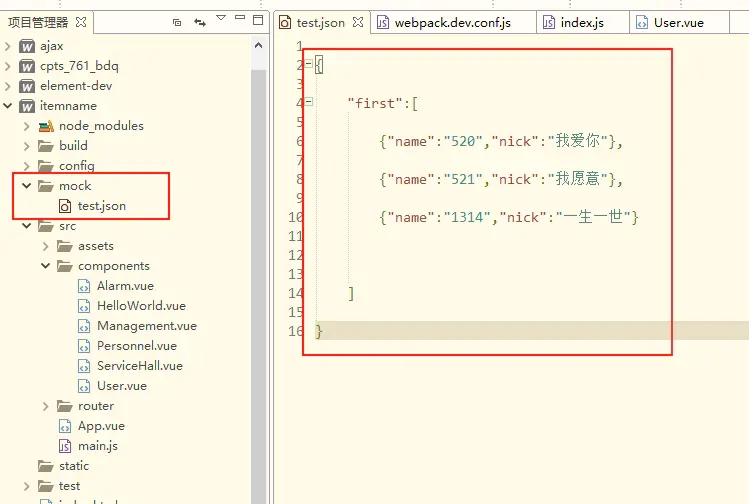 项目管理器
ajax
cpts_761_bdq
element-dev
itemname
node_modules
build
config
mock
test.json
src
assets
components
Alarm.vue
HelloWorld.vue
Management.vue
Personnel.vue
ServiceHall.vue
User.vue
router
App.vue
main.js
static
test
test.json
webpack.dev.conf.js
index.js
User.vue
1
2 {
3
4 "first":[
5
6 {"name":"520","nick":"我爱你"},
7
8 {"name":"521","nick":"我愿意"},
9
10 {"name":"1314","nick":"一生一世"}
11
12
13
14 ]
15
16 }